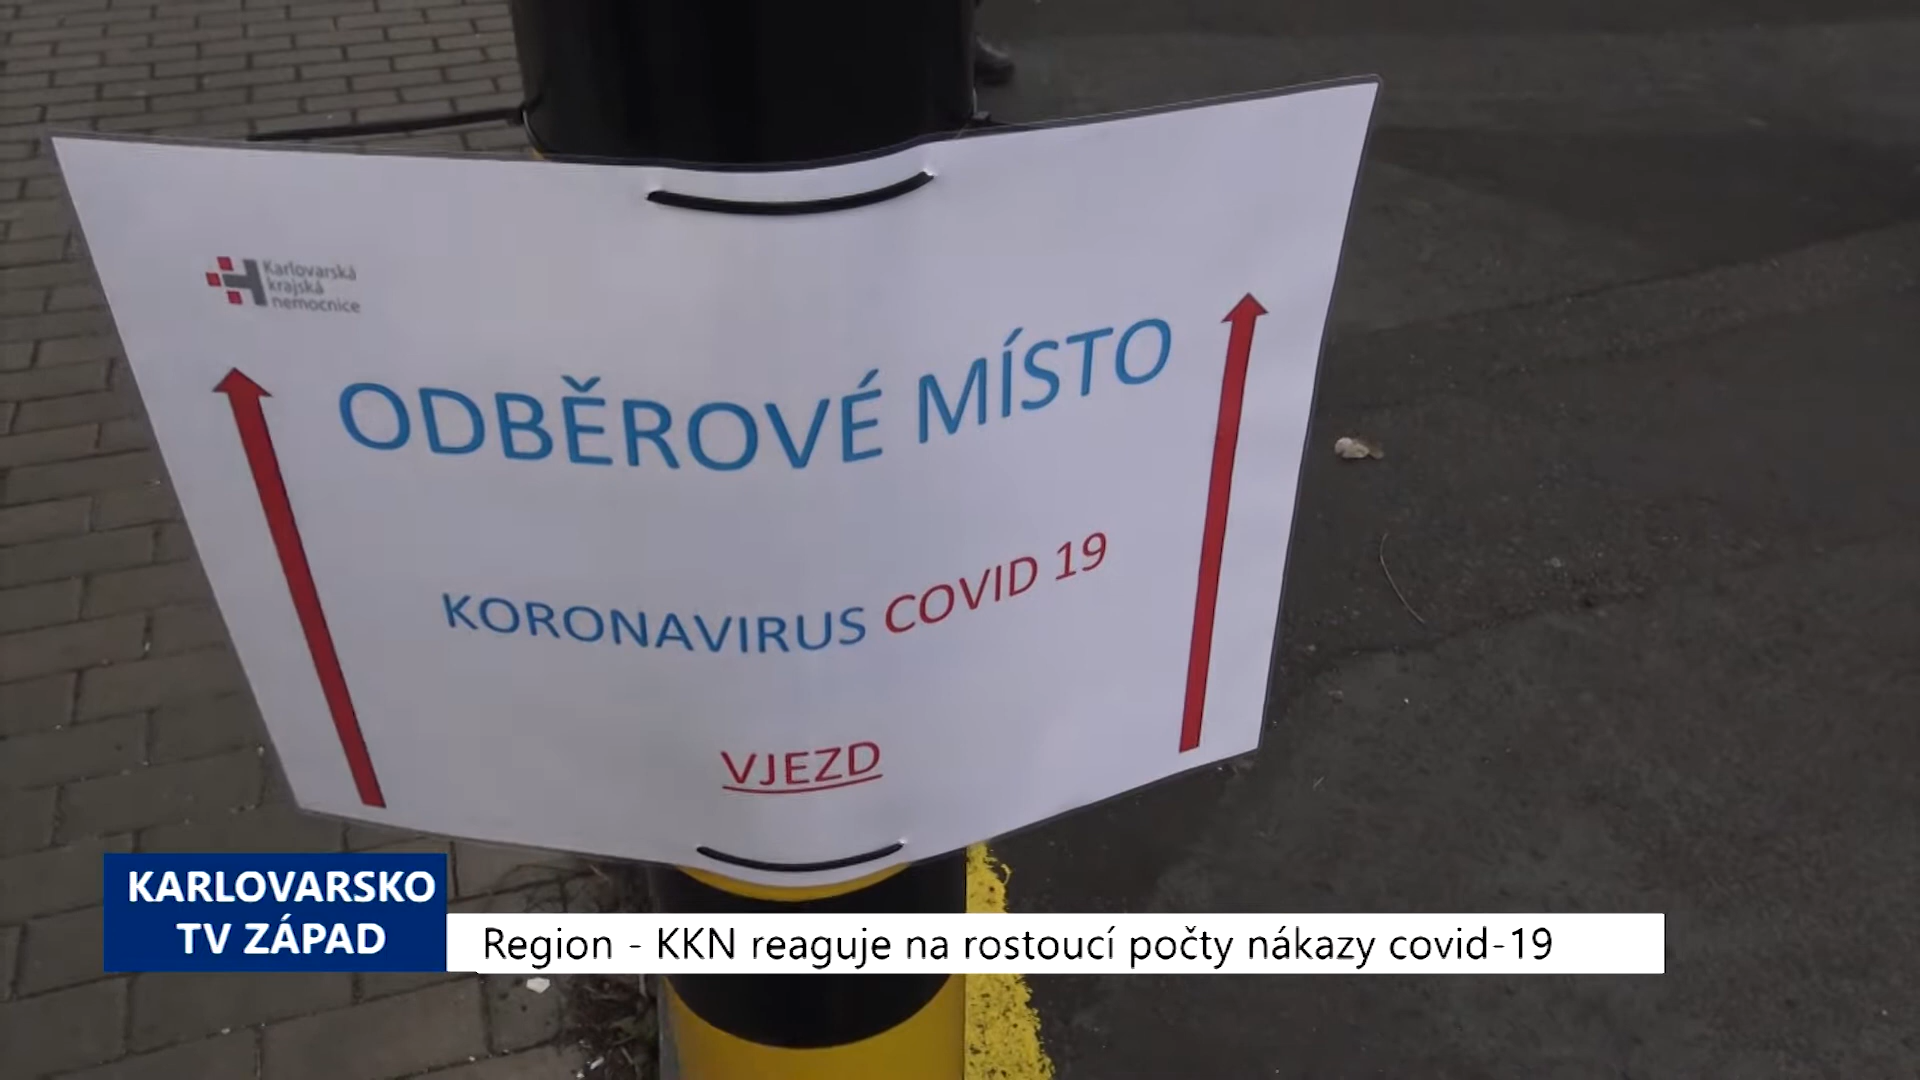 Karlovarská
krajská
nemocnice
ODBĚROVÉ MÍSTO
KORONAVIRUS COVID 19
VJEZD
KARLOVARSKO
TV ZÁPAD
Region - KKN reaguje na rostoucí počty nákazy covid-19